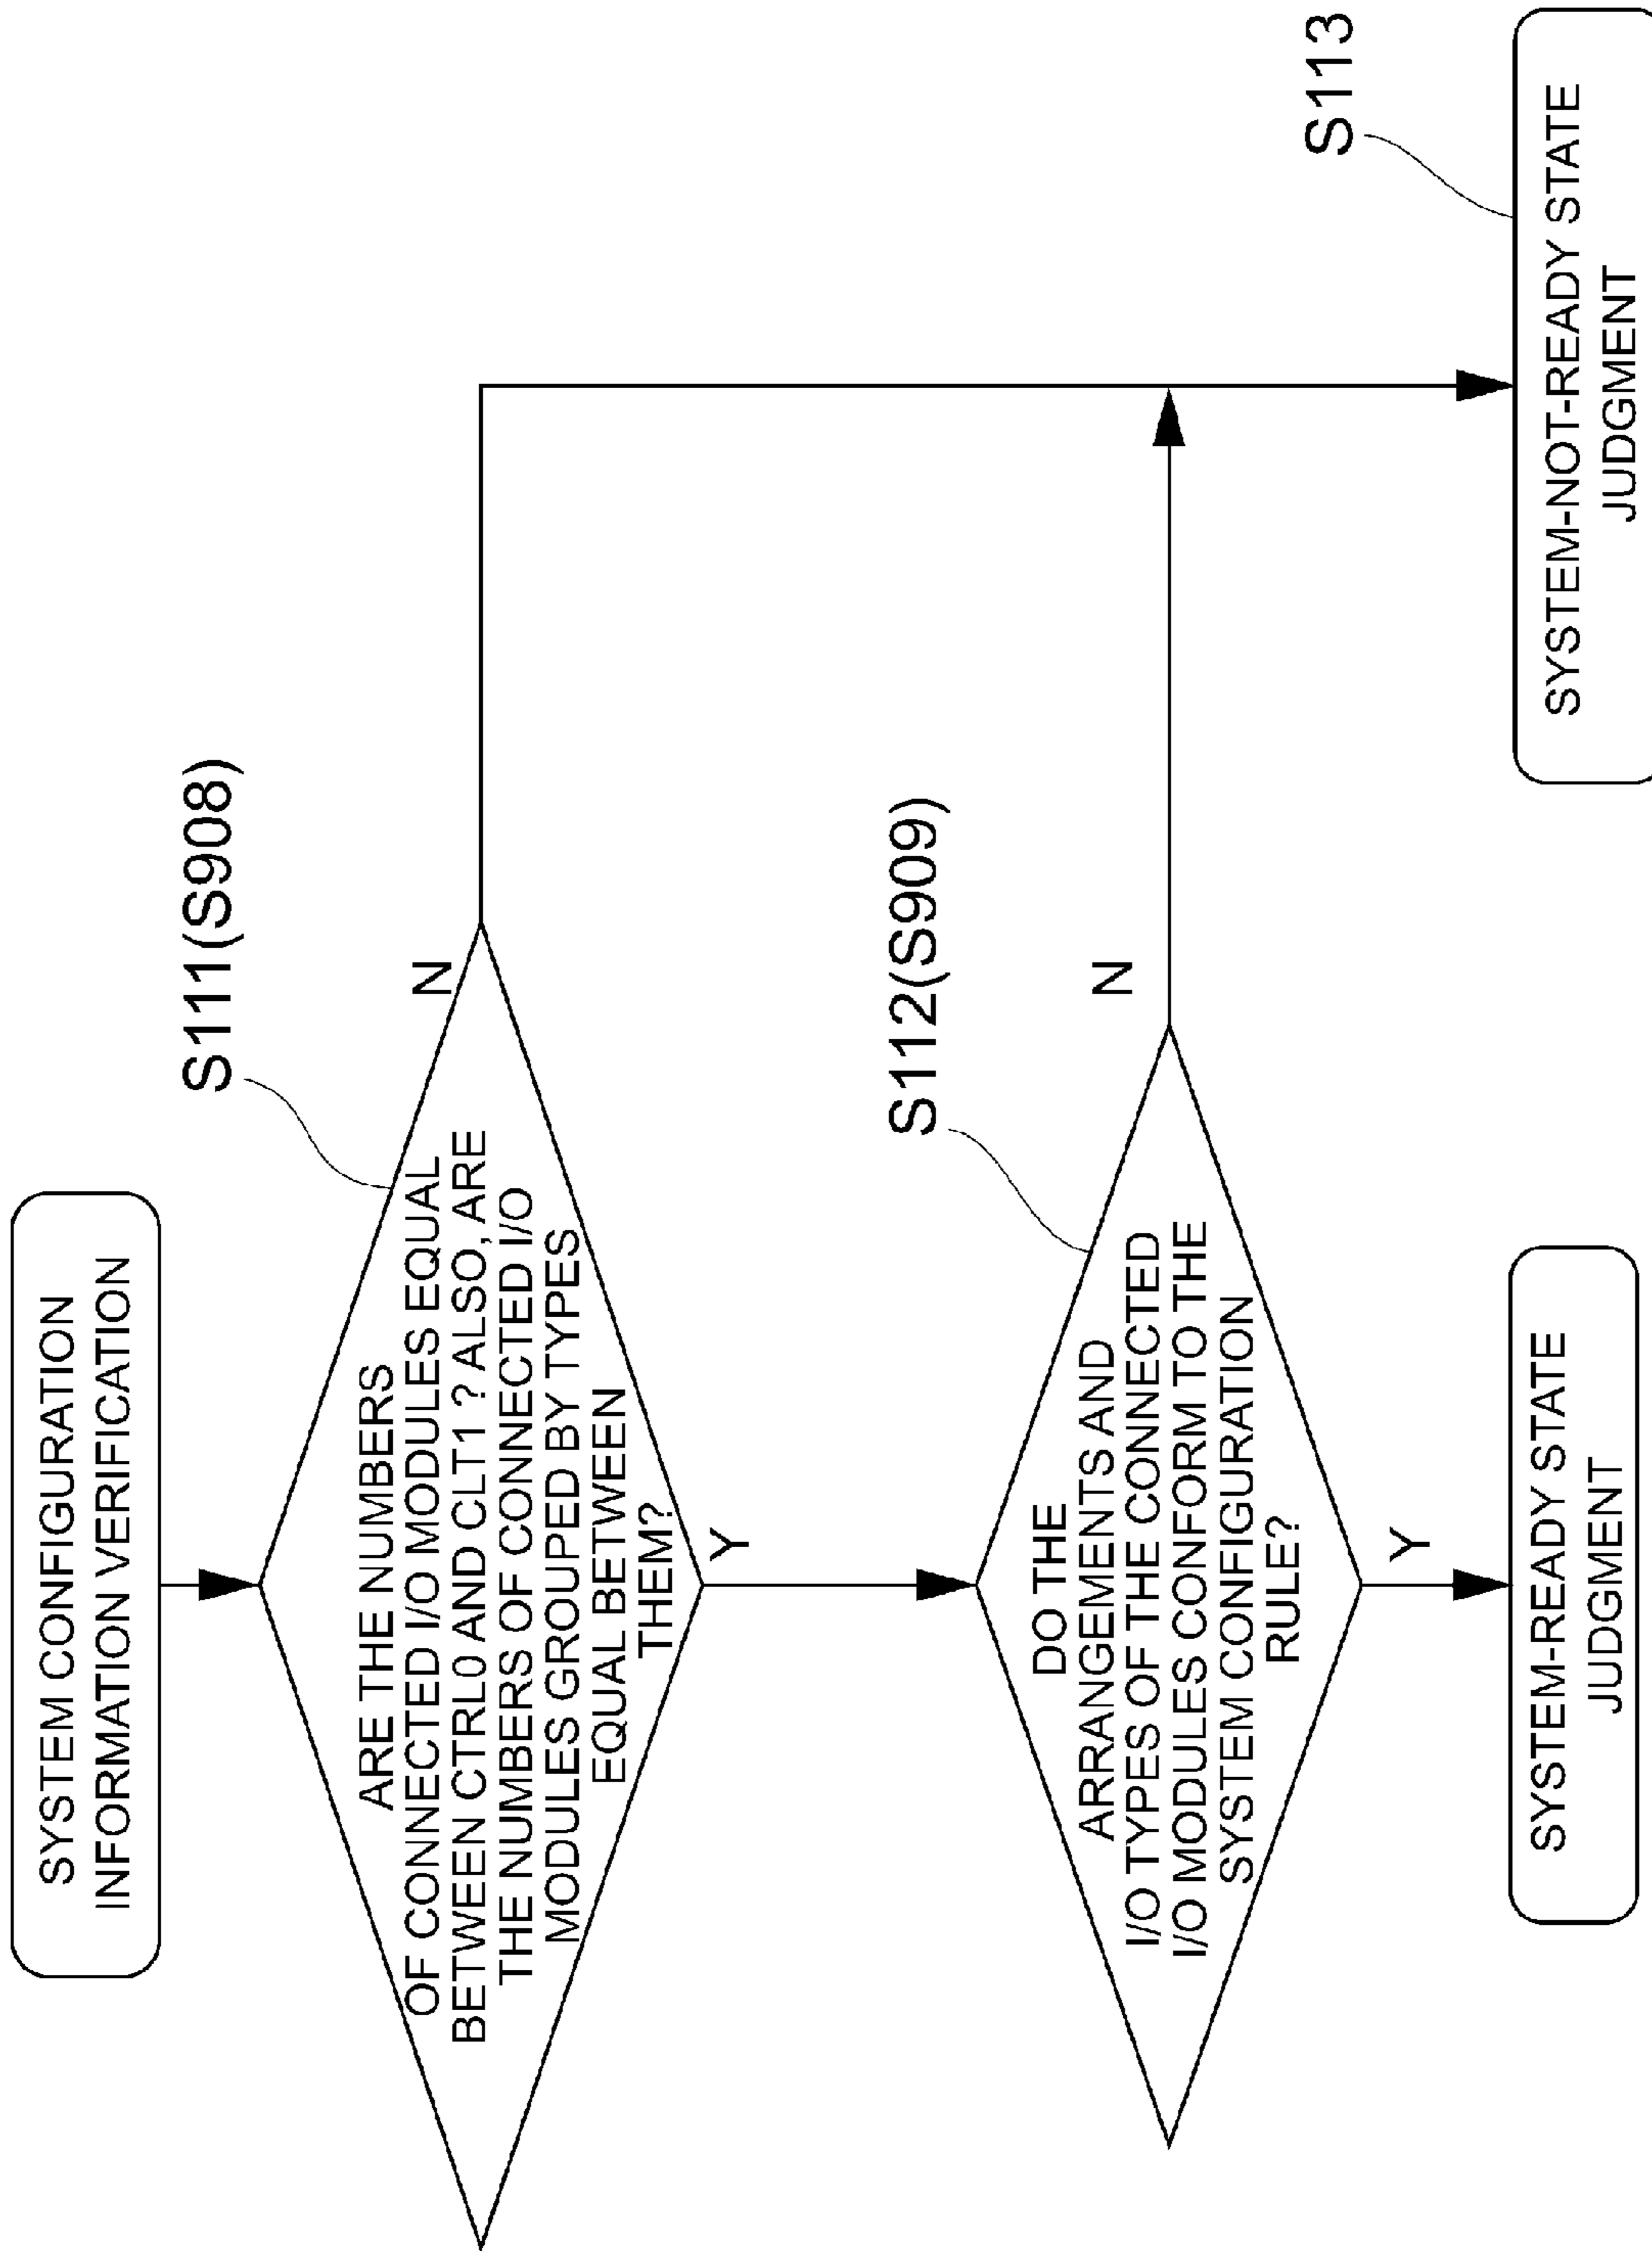 SYSTEM CONFIGURATION
INFORMATION VERIFICATION
S111(S908)
ARE THE NUMBERS
OF CONNECTED I/O MODULES EQUAL
BETWEEN CTRL0 AND CLT1 ? ALSO, ARE
THE NUMBERS OF CONNECTED I/O
MODULES GROUPED BY TYPES
EQUAL BETWEEN
THEM?
N
Y
S112(S909)
DO THE
ARRANGEMENTS AND
I/O TYPES OF THE CONNECTED
I/O MODULES CONFORM TO THE
SYSTEM CONFIGURATION
RULE?
N
Y
S113
SYSTEM-READY STATE
JUDGMENT
SYSTEM-NOT-READY STATE
JUDGMENT